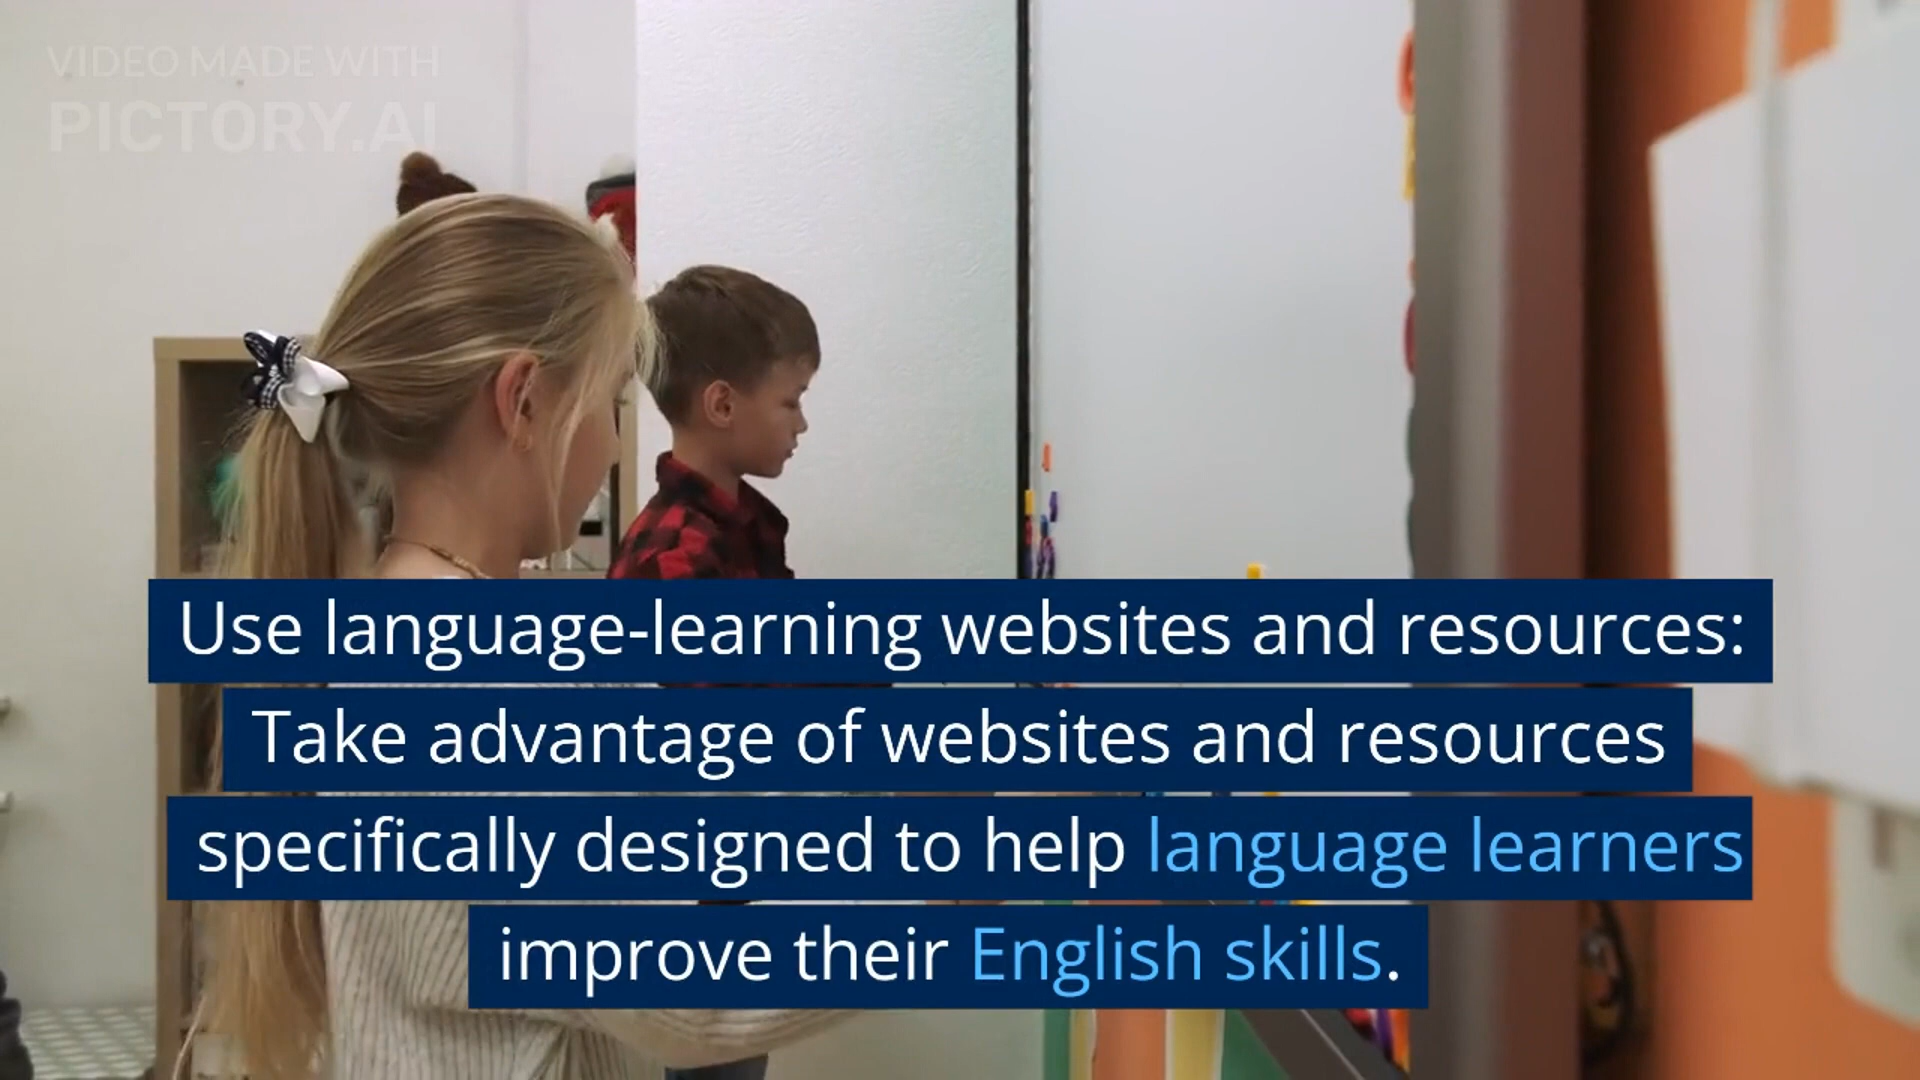 VIDEO MADE WITH
PICTORY.AI
Use language-learning websites and resources:
Take advantage of websites and resources
specifically designed to help language learners
improve their English skills.